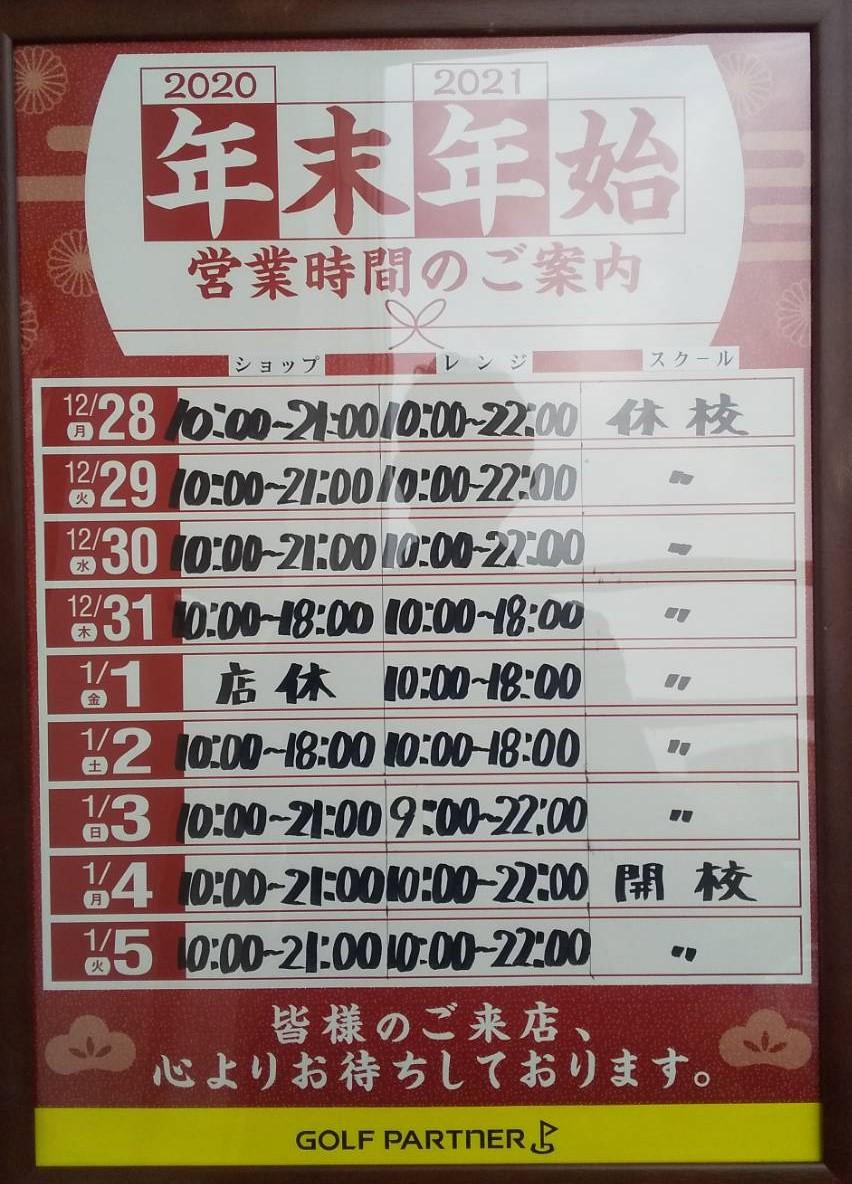 2020 2021
年末年始
営業時間のご案内
ショップ レンジ スクール
12/28 月 10:00~21:00 10:00~22:00 休校
12/29 火 10:00~21:00 10:00~22:00 〃
12/30 水 10:00~21:00 10:00~22:00 〃
12/31 木 10:00~18:00 10:00~18:00 〃
1/1 金 店休 10:00~18:00 〃
1/2 土 10:00~18:00 10:00~18:00 〃
1/3 日 10:00~21:00 9:00~22:00 〃
1/4 月 10:00~21:00 10:00~22:00 開校
1/5 火 10:00~21:00 10:00~22:00 〃
皆様のご来店、
心よりお待ちしております。
GOLF PARTNER